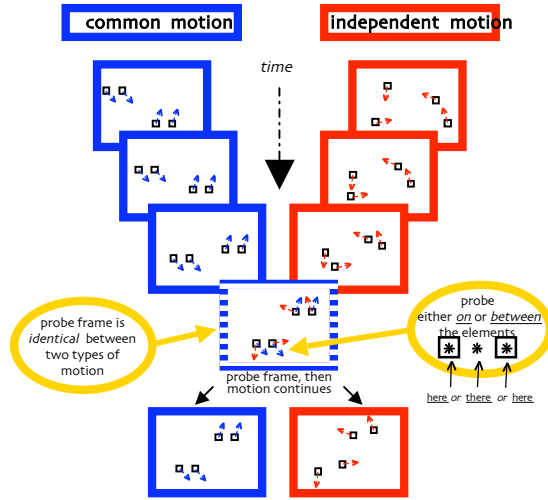 common motion
independent motion
time
probe frame is
identical between
two types of
motion
probe
either on or between
the elements
here or there or here
probe frame, then
motion continues